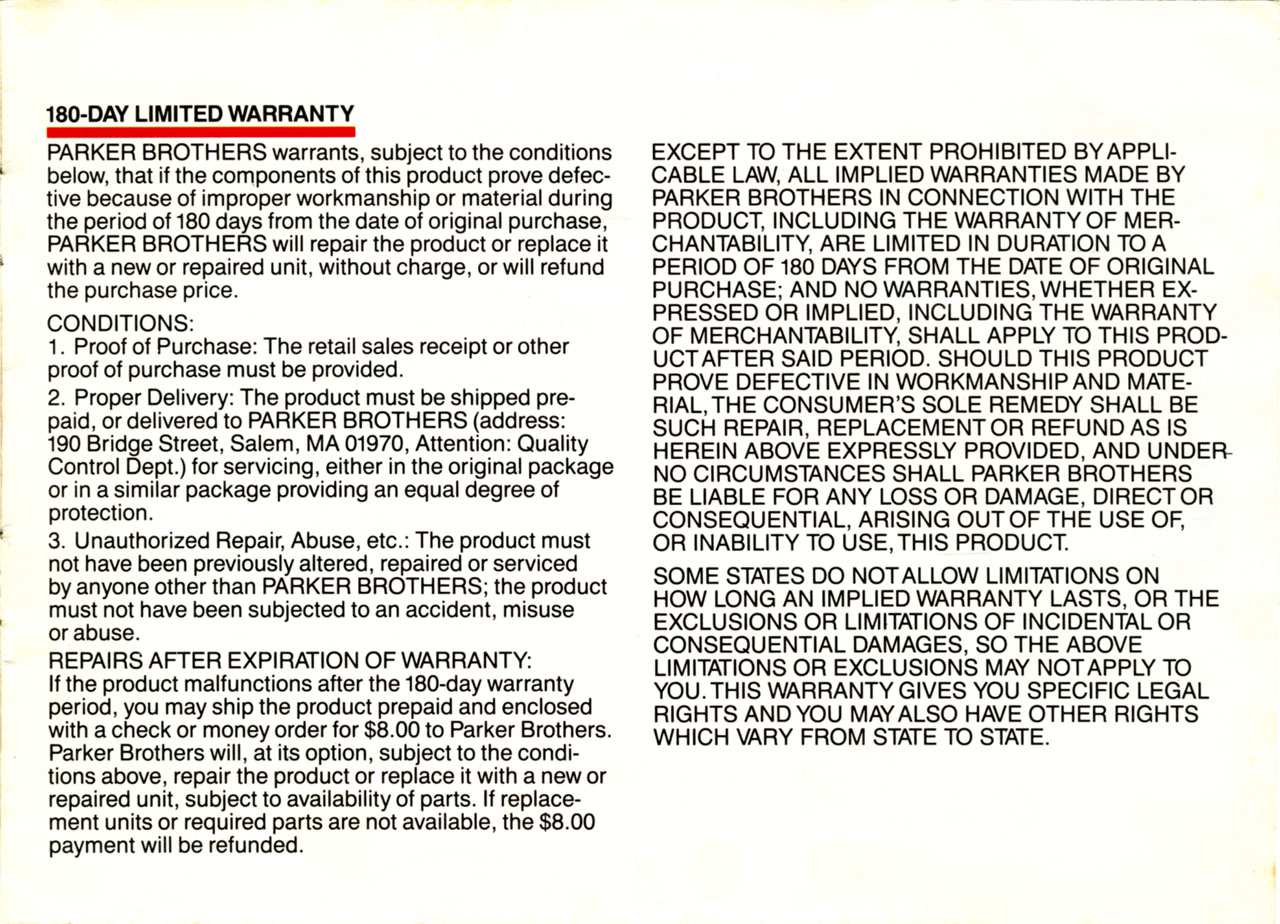 180-DAY LIMITED WARRANTY
PARKER BROTHERS warrants, subject to the conditions
below, that if the components of this product prove defec-
tive because of improper workmanship or material during
the period of 180 days from the date of original purchase,
PARKER BROTHERS will repair the product or replace it
with a new or repaired unit, without charge, or will refund
the purchase price.
CONDITIONS:
1. Proof of Purchase: The retail sales receipt or other
proof of purchase must be provided.
2. Proper Delivery: The product must be shipped pre-
paid, or delivered to PARKER BROTHERS (address:
190 Bridge Street, Salem, MA 01970, Attention: Quality
Control Dept.) for servicing, either in the original package
or in a similar package providing an equal degree of
protection.
3. Unauthorized Repair, Abuse, etc.: The product must
not have been previously altered, repaired or serviced
by anyone other than PARKER BROTHERS; the product
must not have been subjected to an accident, misuse
or abuse.
REPAIRS AFTER EXPIRATION OF WARRANTY:
If the product malfunctions after the 180-day warranty
period, you may ship the product prepaid and enclosed
with a check or money order for $8.00 to Parker Brothers.
Parker Brothers will, at its option, subject to the condi-
tions above, repair the product or replace it with a new or
repaired unit, subject to availability of parts. If replace-
ment units or required parts are not available, the $8.00
payment will be refunded.
EXCEPT TO THE EXTENT PROHIBITED BY APPLI-
CABLE LAW, ALL IMPLIED WARRANTIES MADE BY
PARKER BROTHERS IN CONNECTION WITH THE
PRODUCT, INCLUDING THE WARRANTY OF MER-
CHANTABILITY, ARE LIMITED IN DURATION TO A
PERIOD OF 180 DAYS FROM THE DATE OF ORIGINAL
PURCHASE; AND NO WARRANTIES, WHETHER EX-
PRESSED OR IMPLIED, INCLUDING THE WARRANTY
OF MERCHANTABILITY, SHALL APPLY TO THIS PROD-
UCT AFTER SAID PERIOD. SHOULD THIS PRODUCT
PROVE DEFECTIVE IN WORKMANSHIP AND MATE-
RIAL, THE CONSUMER'S SOLE REMEDY SHALL BE
SUCH REPAIR, REPLACEMENT OR REFUND AS IS
HEREIN ABOVE EXPRESSLY PROVIDED, AND UNDER
NO CIRCUMSTANCES SHALL PARKER BROTHERS
BE LIABLE FOR ANY LOSS OR DAMAGE, DIRECT OR
CONSEQUENTIAL, ARISING OUT OF THE USE OF,
OR INABILITY TO USE, THIS PRODUCT.
SOME STATES DO NOT ALLOW LIMITATIONS ON
HOW LONG AN IMPLIED WARRANTY LASTS, OR THE
EXCLUSIONS OR LIMITATIONS OF INCIDENTAL OR
CONSEQUENTIAL DAMAGES, SO THE ABOVE
LIMITATIONS OR EXCLUSIONS MAY NOT APPLY TO
YOU. THIS WARRANTY GIVES YOU SPECIFIC LEGAL
RIGHTS AND YOU MAY ALSO HAVE OTHER RIGHTS
WHICH VARY FROM STATE TO STATE.